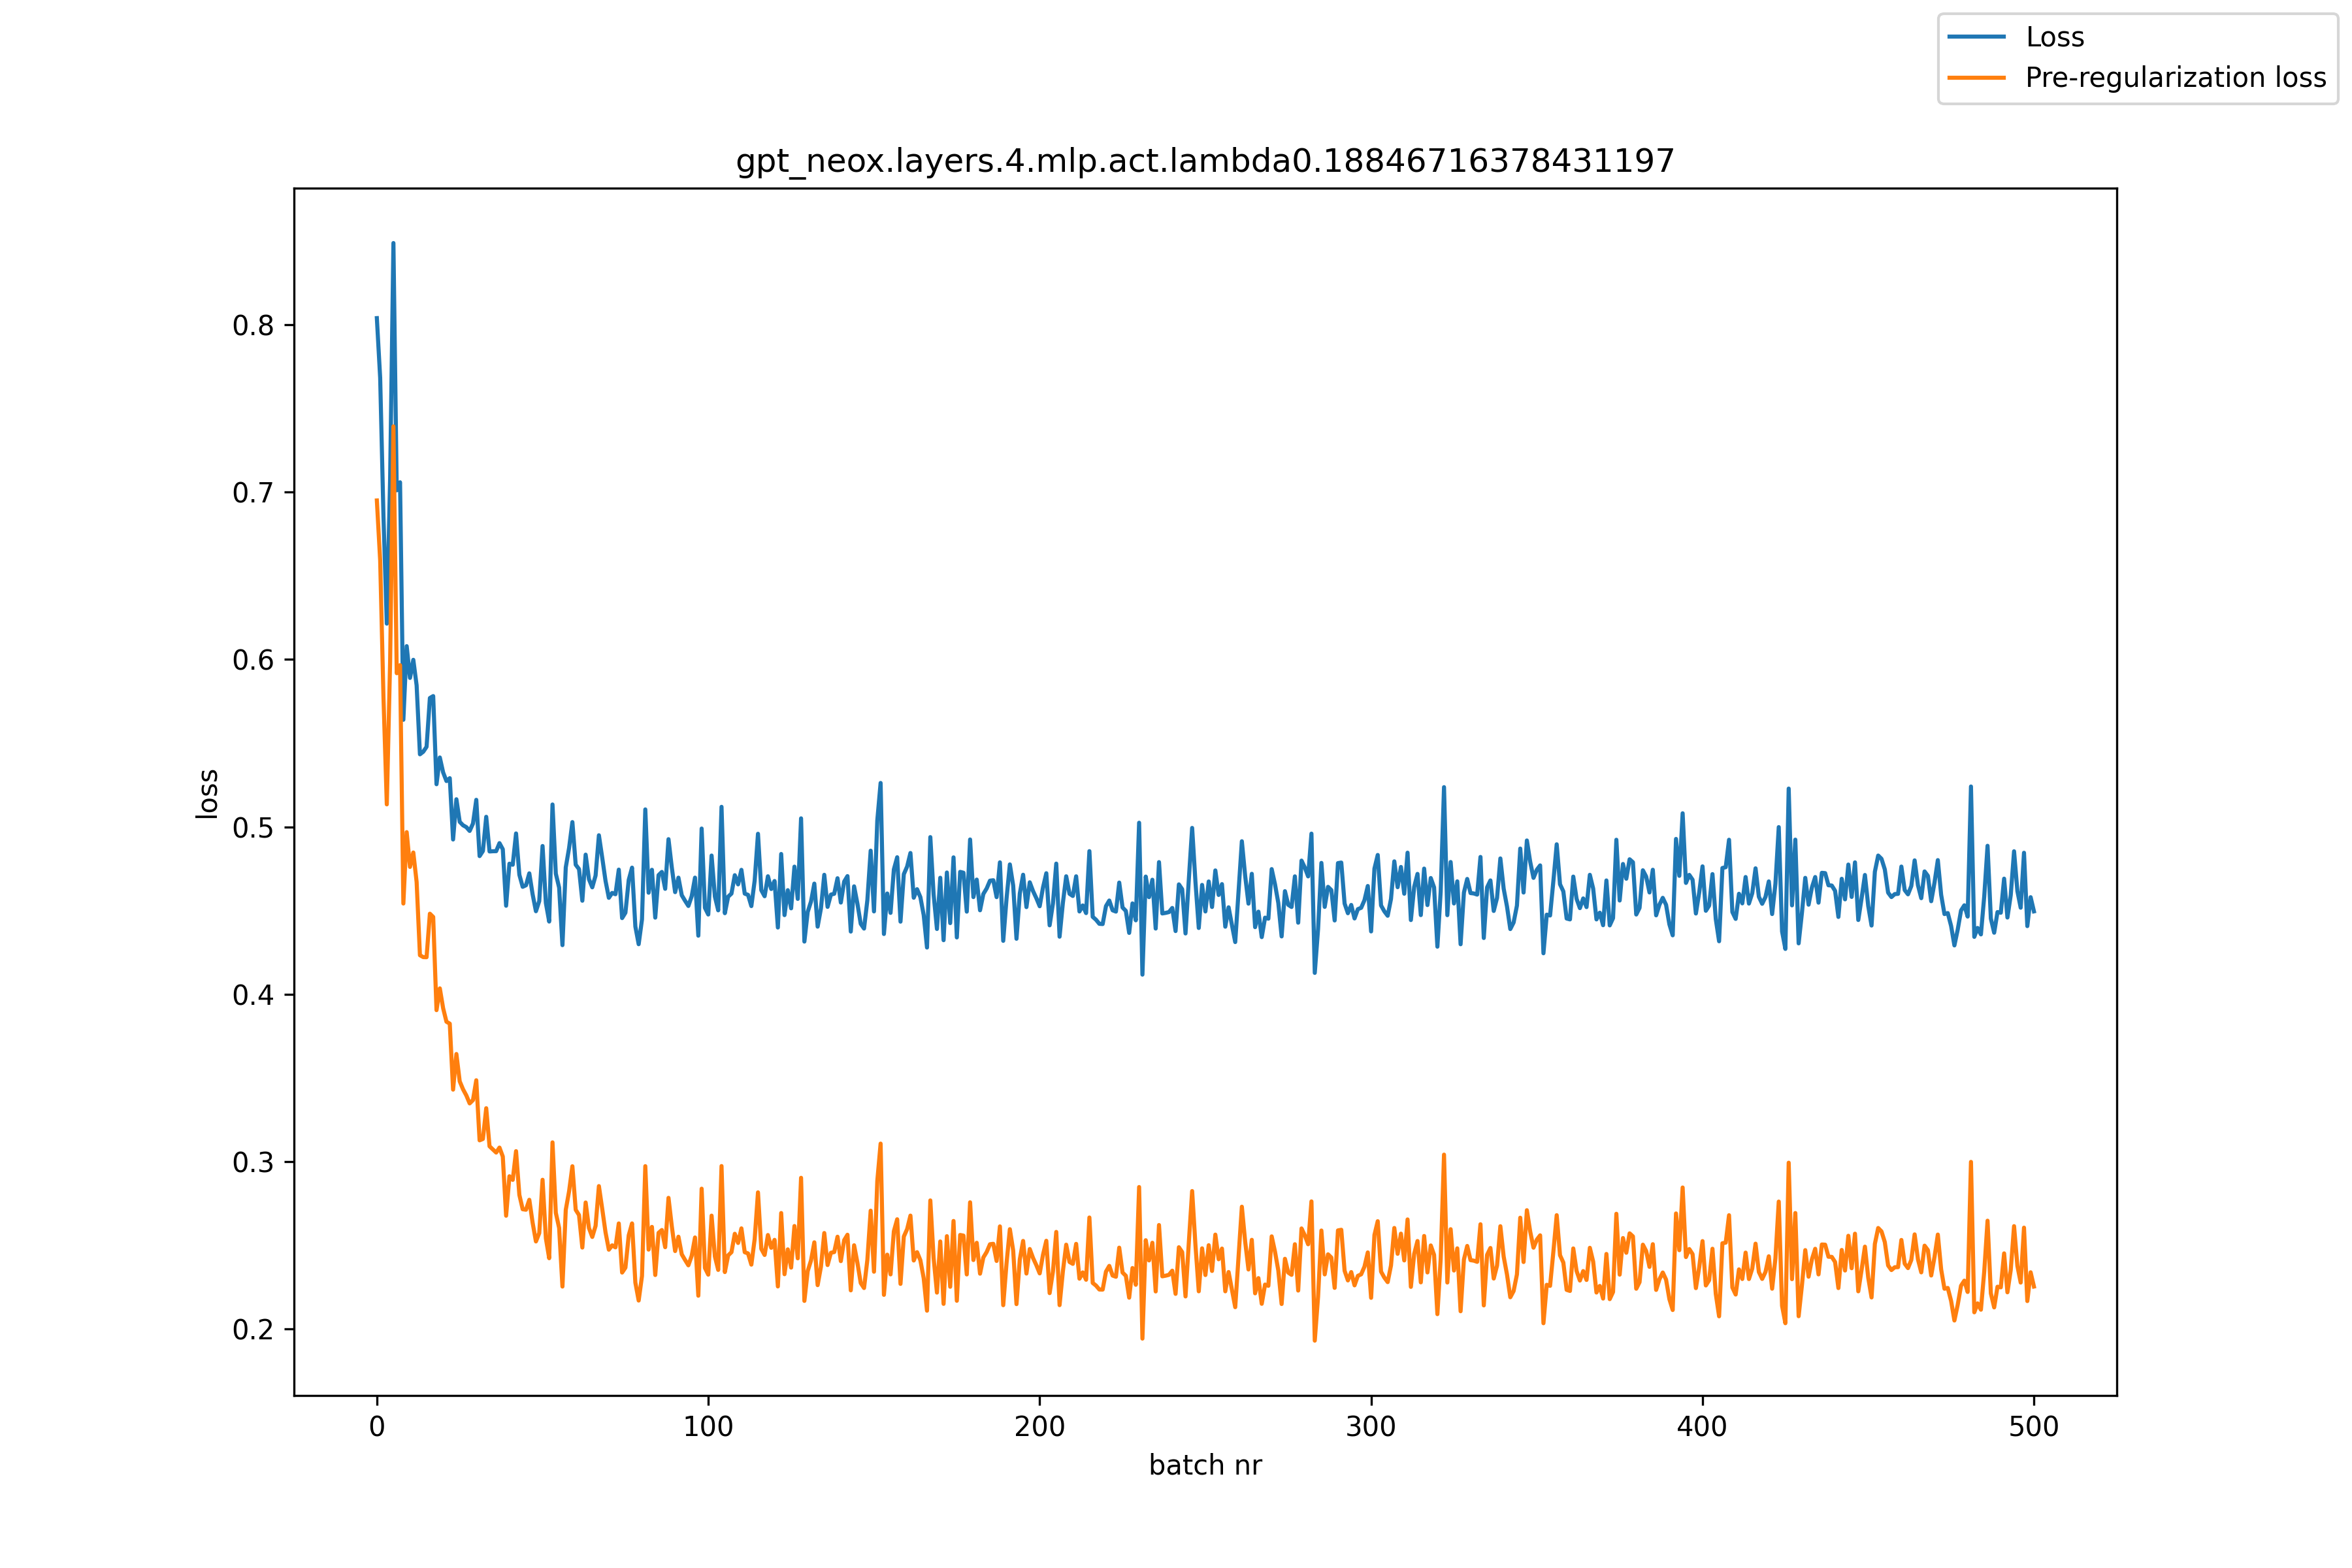 Loss
Pre-regularization loss
gpt_neox.layers.4.mlp.act.lambda0.18846716378431197
0.8
0.7
0.6
0.5
0.4
0.3
0.2
loss
0 100 200 300 400 500
batch nr